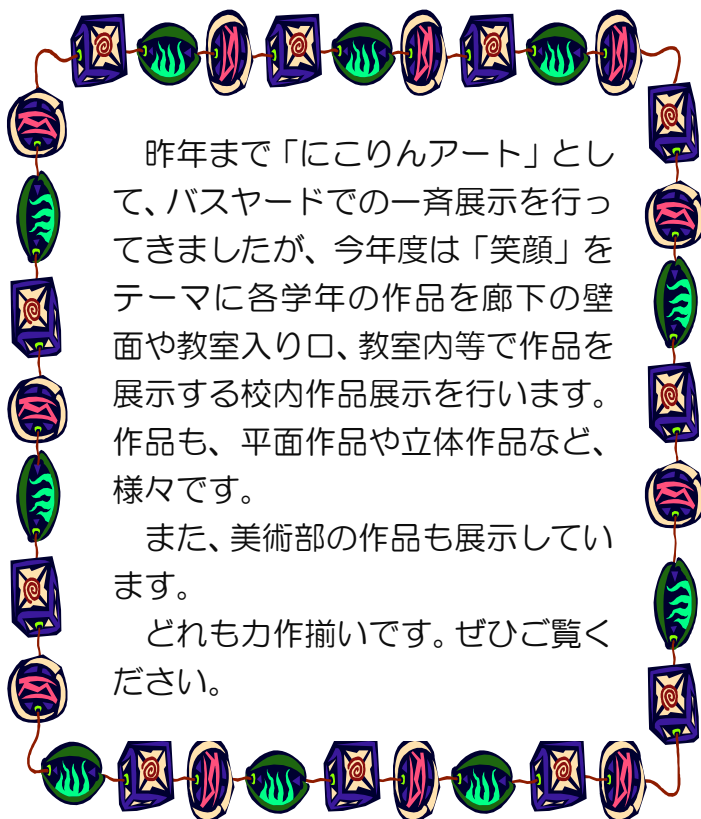 昨年まで「にこりんアート」とし
て、バスヤードでの一斉展示を行っ
てきましたが、今年度は「笑顔」を
テーマに各学年の作品を廊下の壁
面や教室入り口、教室内等で作品を
展示する校内作品展示を行います。
作品も、平面作品や立体作品など、
様々です。
　また、美術部の作品も展示してい
ます。
　どれも力作揃いです。ぜひご覧く
ださい。